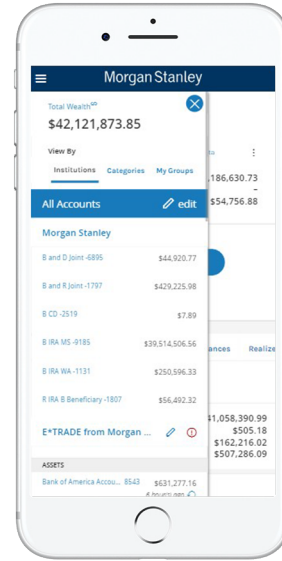 Morgan Stanley
Total Wealth USD
$42,121,873.85
View By
Institutions Categories My Groups
All Accounts edit
Morgan Stanley
B and D Joint -6895 $44,920.77
B and R Joint -1797 $429,225.98
B CD -2519 $7.89
B IRA MS -9185 $39,514,506.56
B IRA WA -1131 $250,596.33
R IRA B Beneficiary -1807 $56,492.32
E*TRADE from Morgan ...
ASSETS
Bank of America Accou... 8543 $631,277.16
,186,630.73
–
$54,756.88
ances Realize
$1,058,390.99
$505.18
$162,216.02
$507,286.09